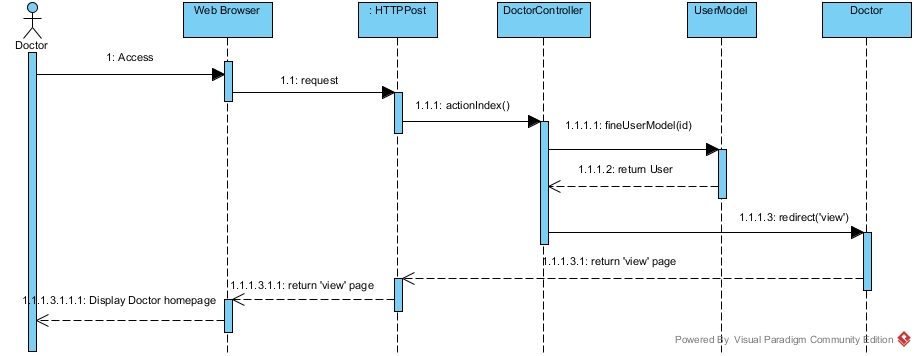 Web Browser
: HTTPPost
DoctorController
UserModel
Doctor
Doctor
1: Access
1.1: request
1.1.1: actionIndex()
1.1.1.1: fineUserModel(id)
1.1.1.2: return User
1.1.1.3: redirect('view')
1.1.1.3.1: return 'view' page
1.1.1.3.1.1: return 'view' page
1.1.1.3.1.1.1: Display Doctor homepage
Powered By Visual Paradigm Community Edition